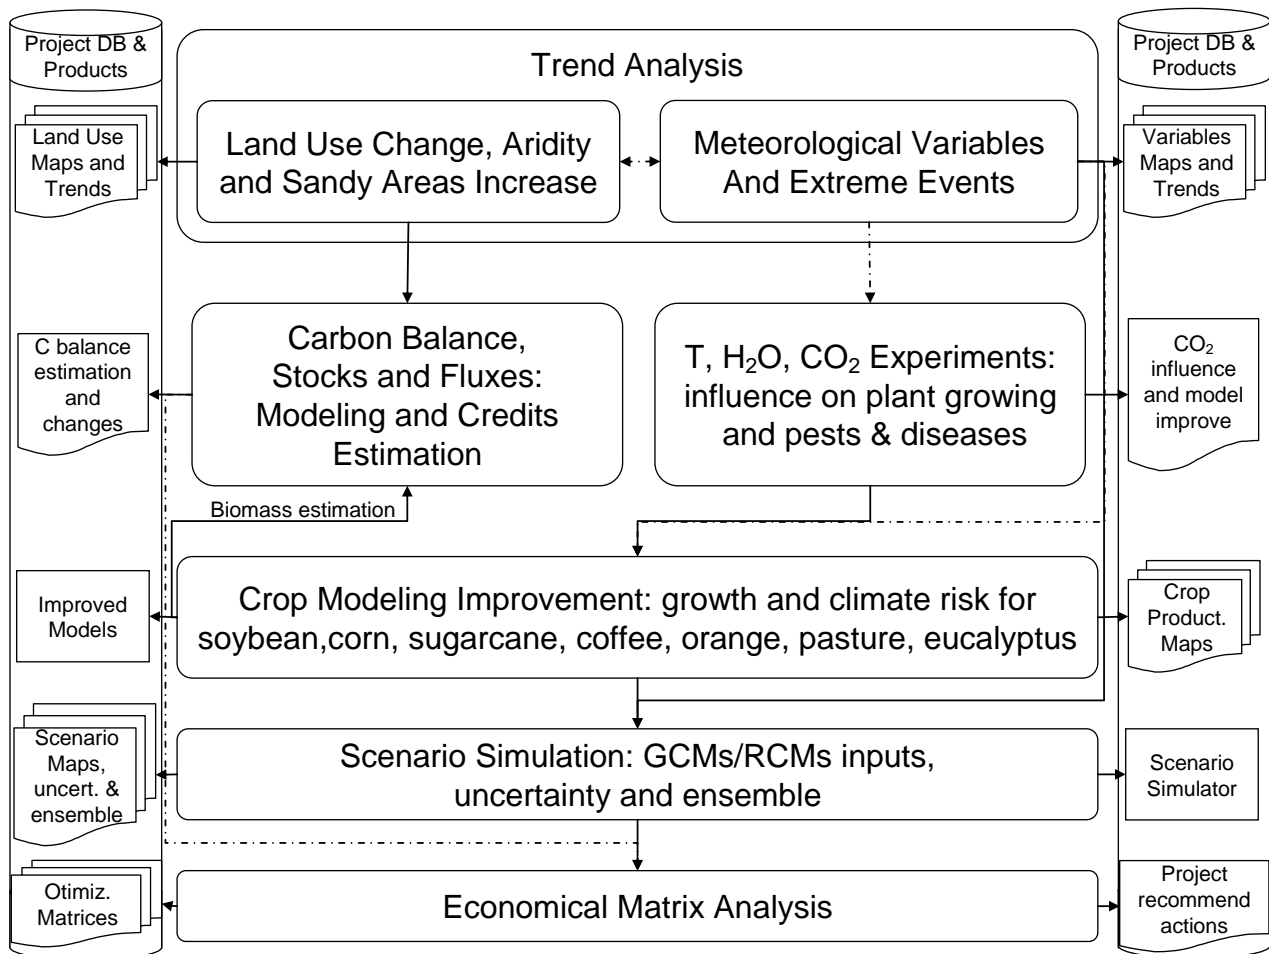 Project DB &
Products
Trend Analysis
Project DB &
Products
Land Use
Maps and
Trends
Land Use Change, Aridity
and Sandy Areas Increase
Meteorological Variables
And Extreme Events
Variables
Maps and
Trends
C balance
estimation
and
changes
Carbon Balance,
Stocks and Fluxes:
Modeling and Credits
Estimation
T, H₂O, CO₂ Experiments:
influence on plant growing
and pests & diseases
CO₂
influence
and model
improve
Biomass estimation
Improved
Models
Crop Modeling Improvement: growth and climate risk for
soybean,corn, sugarcane, coffee, orange, pasture, eucalyptus
Crop
Product.
Maps
Scenario
Maps,
uncert. &
ensemble
Scenario Simulation: GCMs/RCMs inputs,
uncertainty and ensemble
Scenario
Simulator
Otimiz.
Matrices
Economical Matrix Analysis
Project
recommend
actions